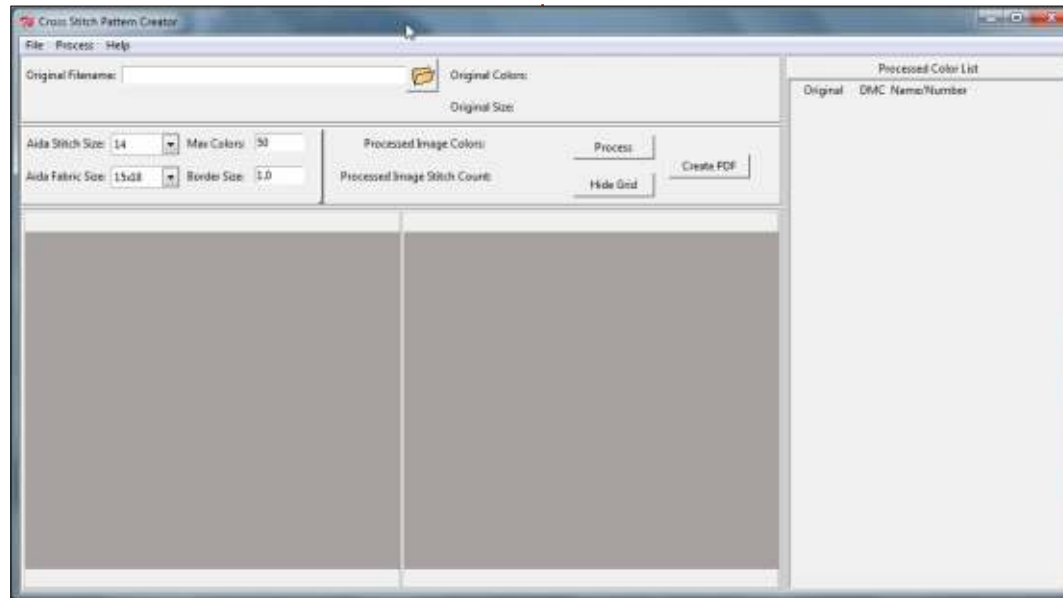 Cross Stitch Pattern Creator
File Process Help
Original Filename:
Original Colors:
Original Size:
Aida Stitch Size: 14 Max Colors: 50
Aida Fabric Size: 15x18 Border Size: 1.0
Processed Image Colors:
Processed Image Stitch Count:
Process
Hide Grid
Create PDF
Processed Color List
Original DMC Name/Number